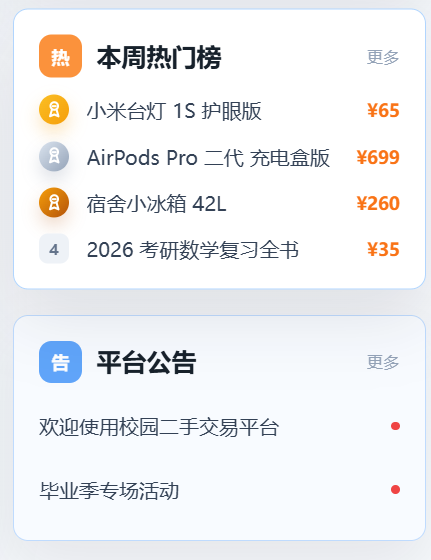 热 本周热门榜 更多
小米台灯 1S 护眼版 ¥65
AirPods Pro 二代 充电盒版 ¥699
宿舍小冰箱 42L ¥260
4 2026 考研数学复习全书 ¥35
告 平台公告 更多
欢迎使用校园二手交易平台
毕业季专场活动